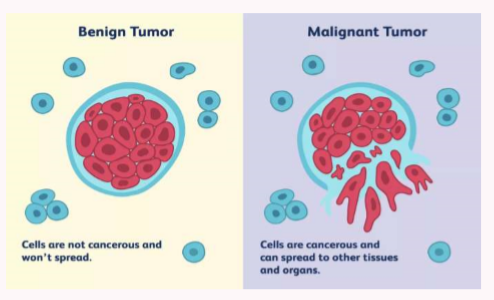 Benign Tumor
Malignant Tumor
Cells are not cancerous and
won't spread.
Cells are cancerous and
can spread to other tissues
and organs.